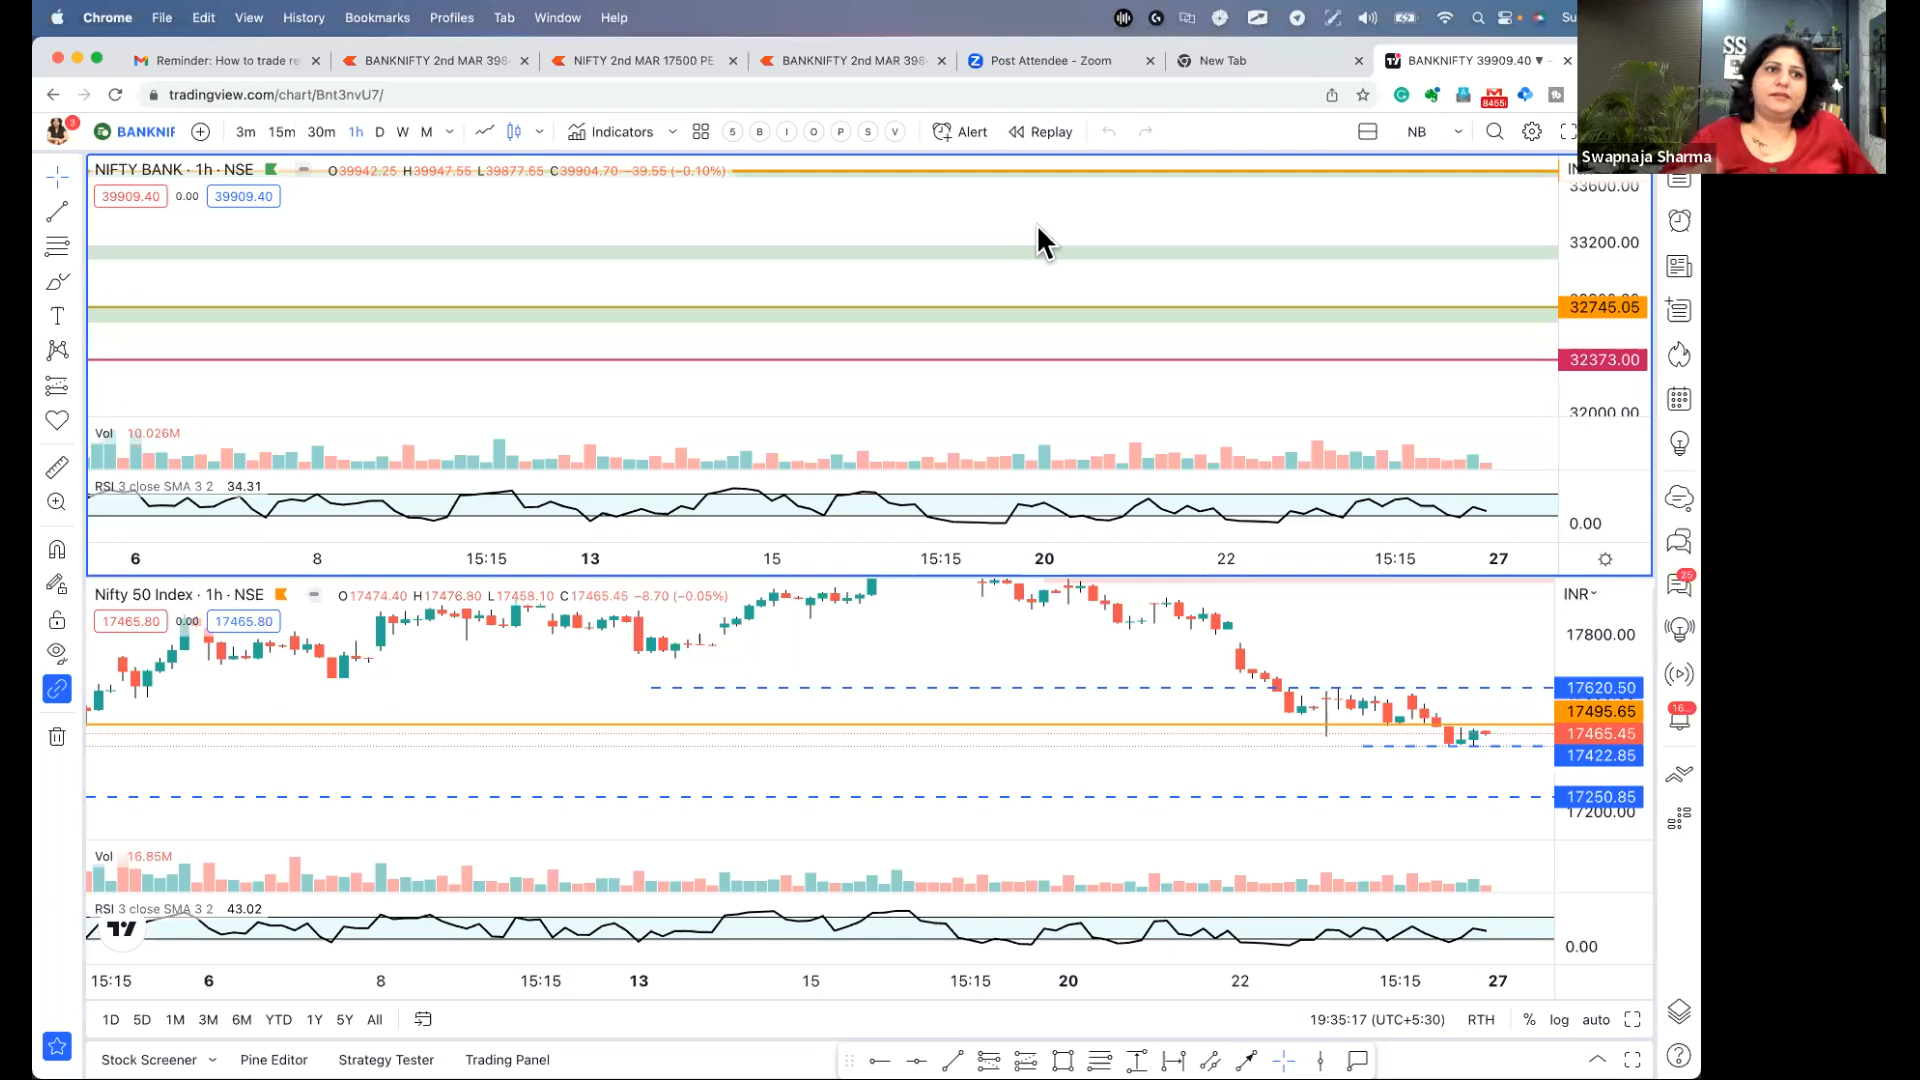 Chrome File Edit View History Bookmarks Profiles Tab Window Help Su
Reminder: How to trade re BANKNIFTY 2nd MAR 398 NIFTY 2nd MAR 17500 PE BANKNIFTY 2nd MAR 398 Post Attendee - Zoom New Tab BANKNIFTY 39909.40 ▼
tradingview.com/chart/Bnt3nvU7/
8455
SS
Swapnaja Sharma
3 BANKNIF 3m 15m 30m 1h D W M Indicators 5 B I O P S V Alert Replay NB
NIFTY BANK · 1h · NSE O39942.25 H39947.55 L39877.65 C39904.70 −39.55 (−0.10%)
39909.40 0.00 39909.40
33600.00
33200.00
32745.05
32373.00
32000.00
Vol 10.026M
RSI 3 close SMA 3 2 34.31
0.00
6 8 15:15 13 15 15:15 20 22 15:15 27
Nifty 50 Index · 1h · NSE O17474.40 H17476.80 L17458.10 C17465.45 −8.70 (−0.05%)
INR
17465.80 0.00 17465.80
17800.00
17620.50
17495.65
17465.45
17422.85
17250.85
17200.00
25
16...
Vol 16.85M
RSI 3 close SMA 3 2 43.02
0.00
15:15 6 8 15:15 13 15 15:15 20 22 15:15 27
1D 5D 1M 3M 6M YTD 1Y 5Y All 19:35:17 (UTC+5:30) RTH % log auto
Stock Screener Pine Editor Strategy Tester Trading Panel